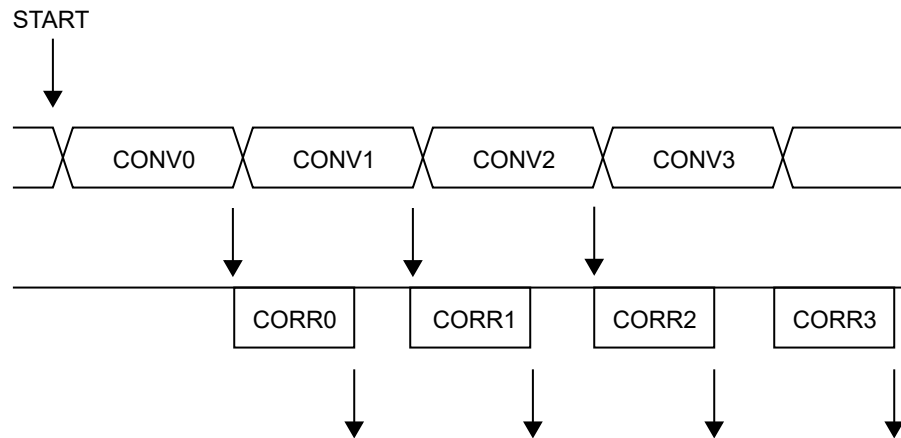 START
CONV0 CONV1 CONV2 CONV3
CORR0 CORR1 CORR2 CORR3